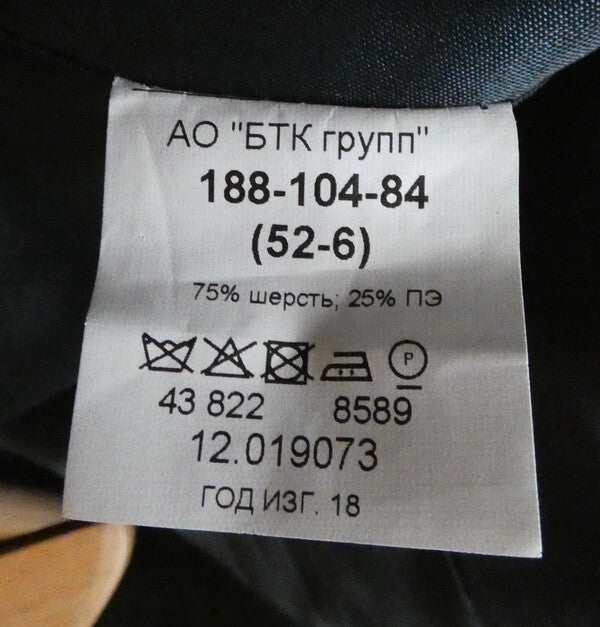 АО "БТК групп"
188-104-84
(52-6)
75% шерсть; 25% ПЭ
P
43 822 8589
12.019073
ГОД ИЗГ. 18